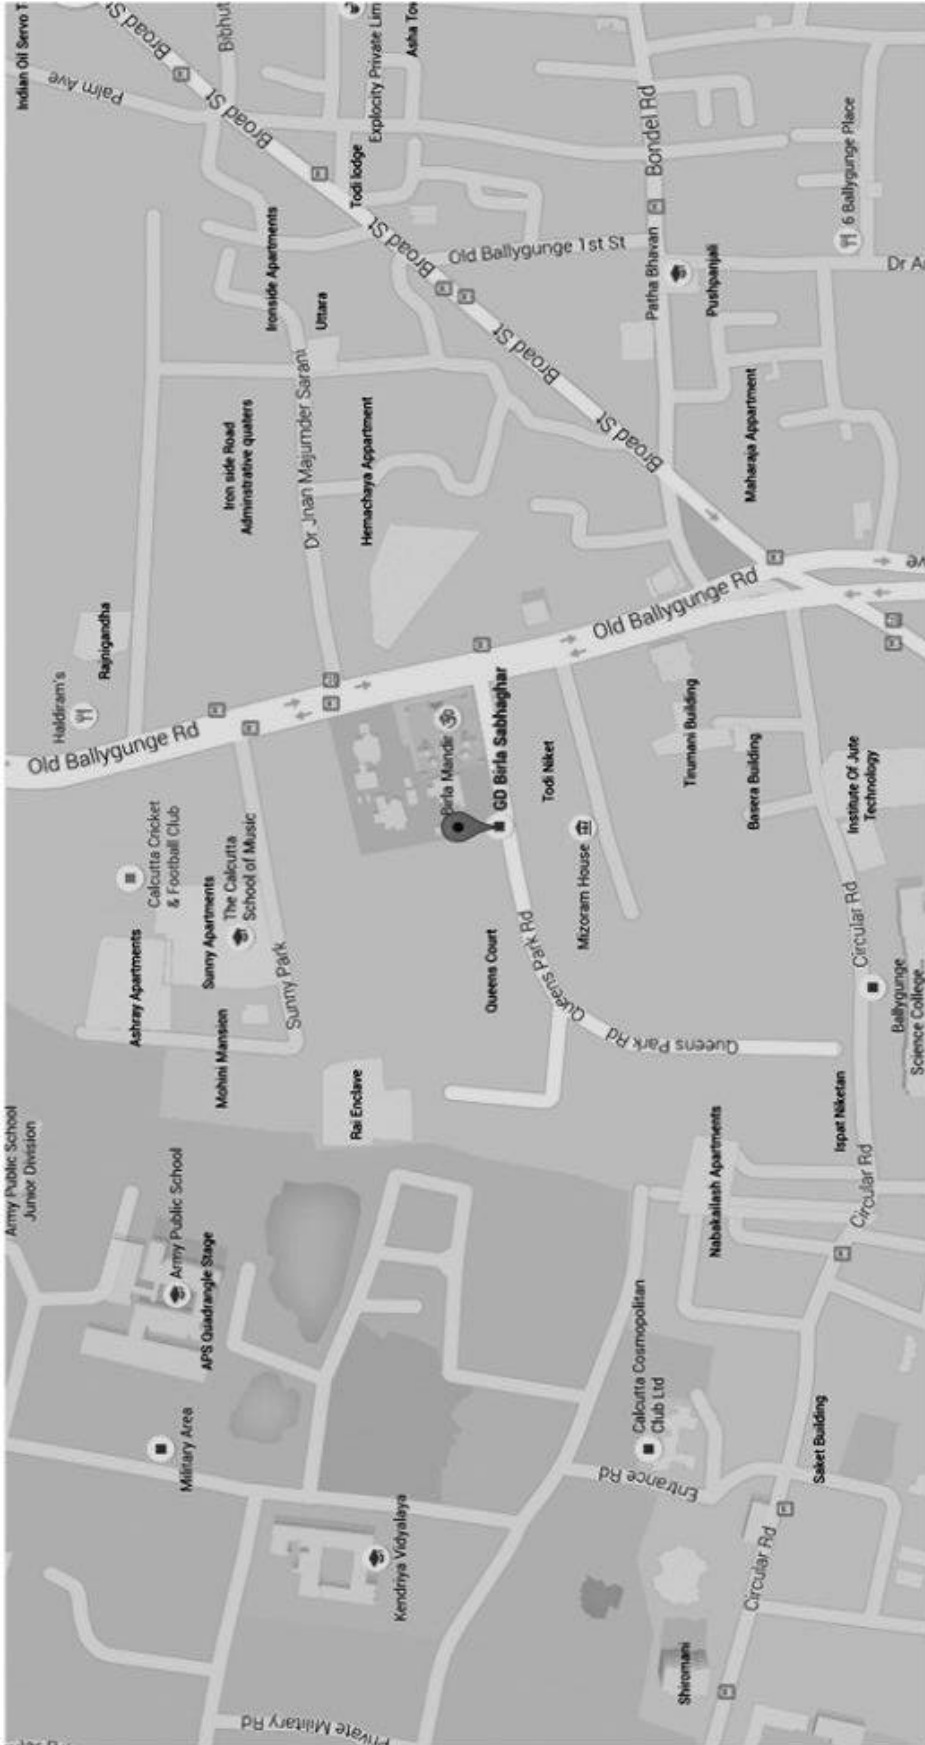 Indian Oil Servo T
Palm Ave
Broad St
Broad St
Broad St
Bibhut
Explocity Private Lim
Asha To
Todi lodge
Broad St
Broad St
Broad St
Old Ballygunge 1st St
Bondel Rd
6 Ballygunge Place
Ironside Apartments
Uttara
Patha Bhavan
Pushpanjali
Dr A
Dr Jnan Majumder Sarani
Iron side Road
Adminstrative quaters
Hemachaya Appartment
Maharaja Appartment
Haldiram's
Rajnigandha
Old Ballygunge Rd
Old Ballygunge Rd
ve
Birla Mandir
GD Birla Sabhaghar
Todi Niket
Tirumani Building
Basera Building
Institute Of Jute
Technology
Calcutta Cricket
& Football Club
The Calcutta
School of Music
Sunny Apartments
Ashray Apartments
Sunny Park
Mizoram House
Queens Court
Queens Park Rd
Queens Park Rd
Queens Park Rd
Circular Rd
Ballygunge
Science College...
Mohini Mansion
Rai Enclave
Ispat Niketan
Nabakailash Apartments
Circular Rd
Army Public School
Junior Division
Army Public School
APS Quadrangle Stage
Military Area
Calcutta Cosmopolitan
Club Ltd
Entrance Rd
Saket Building
Kendriya Vidyalaya
Circular Rd
Shiromani
Private Military Rd